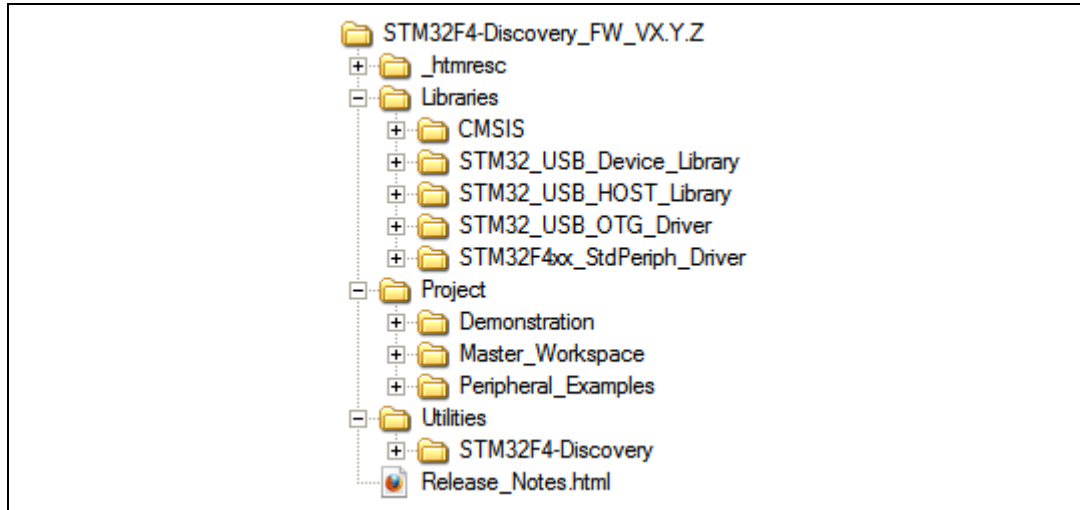 STM32F4-Discovery_FW_VX.Y.Z
_htmresc
Libraries
CMSIS
STM32_USB_Device_Library
STM32_USB_HOST_Library
STM32_USB_OTG_Driver
STM32F4xx_StdPeriph_Driver
Project
Demonstration
Master_Workspace
Peripheral_Examples
Utilities
STM32F4-Discovery
Release_Notes.html